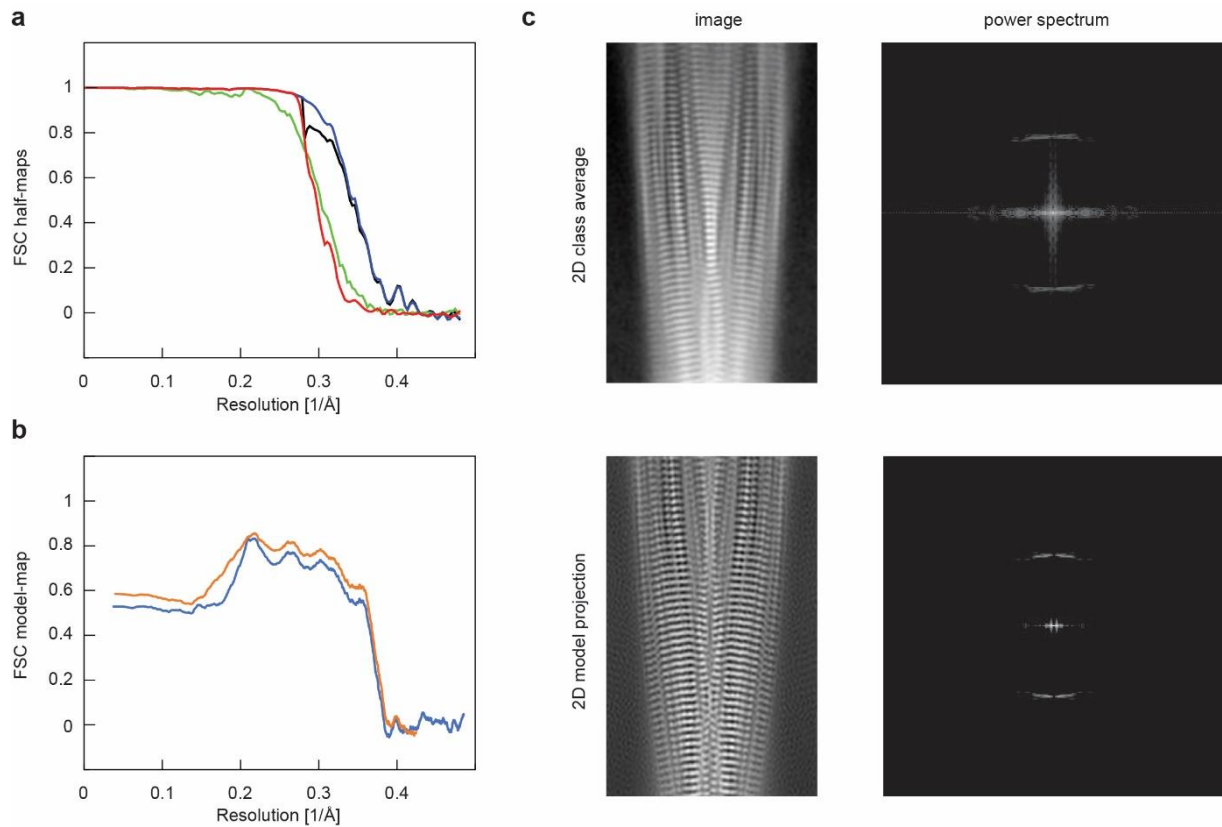 a
FSC half-maps
1
0.8
0.6
0.4
0.2
0
0
0.1
0.2
0.3
0.4
Resolution [1/Å]
b
FSC model-map
1
0.8
0.6
0.4
0.2
0
0
0.1
0.2
0.3
0.4
Resolution [1/Å]
c
image
power spectrum
2D class average
2D model projection